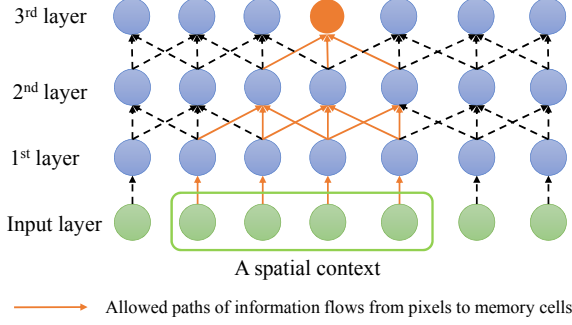 3rd layer
2nd layer
1st layer
Input layer
A spatial context
Allowed paths of information flows from pixels to memory cells